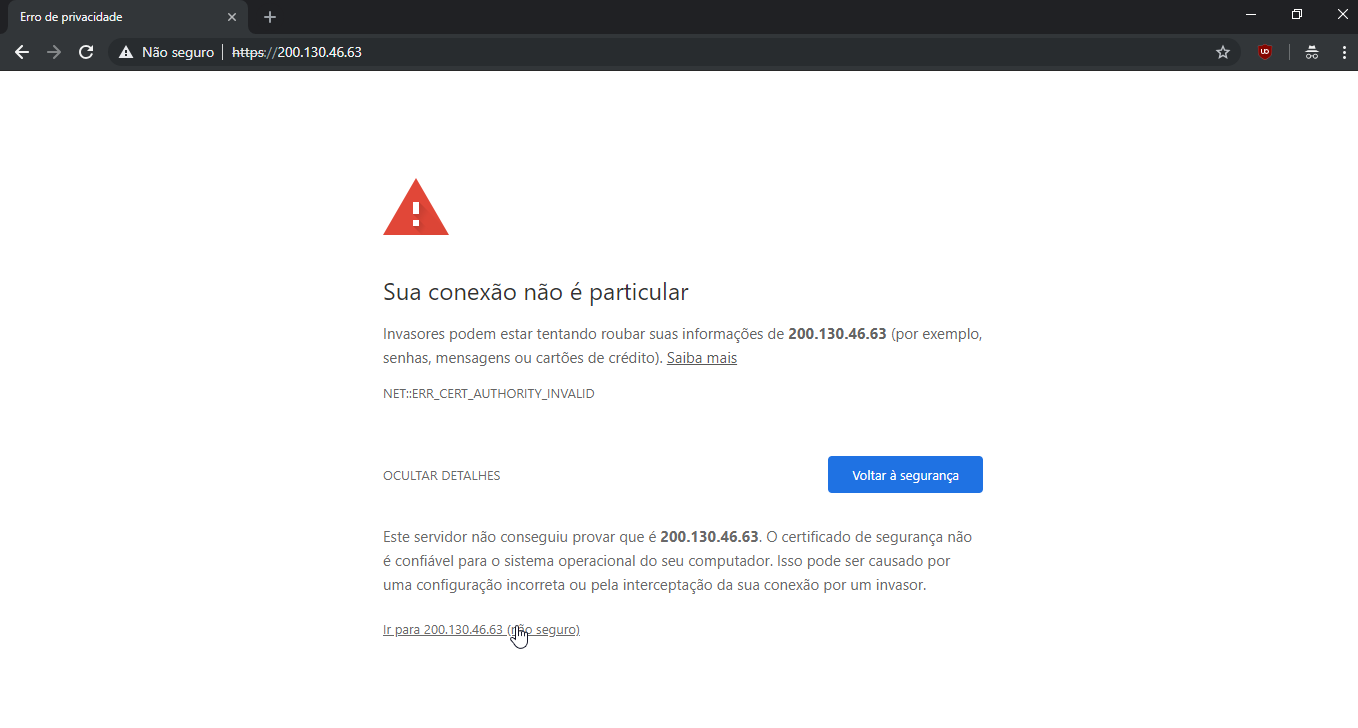 Erro de privacidade
Não seguro | https://200.130.46.63
Sua conexão não é particular
Invasores podem estar tentando roubar suas informações de 200.130.46.63 (por exemplo,
senhas, mensagens ou cartões de crédito). Saiba mais
NET::ERR_CERT_AUTHORITY_INVALID
OCULTAR DETALHES
Voltar à segurança
Este servidor não conseguiu provar que é 200.130.46.63. O certificado de segurança não
é confiável para o sistema operacional do seu computador. Isso pode ser causado por
uma configuração incorreta ou pela interceptação da sua conexão por um invasor.
Ir para 200.130.46.63 (não seguro)